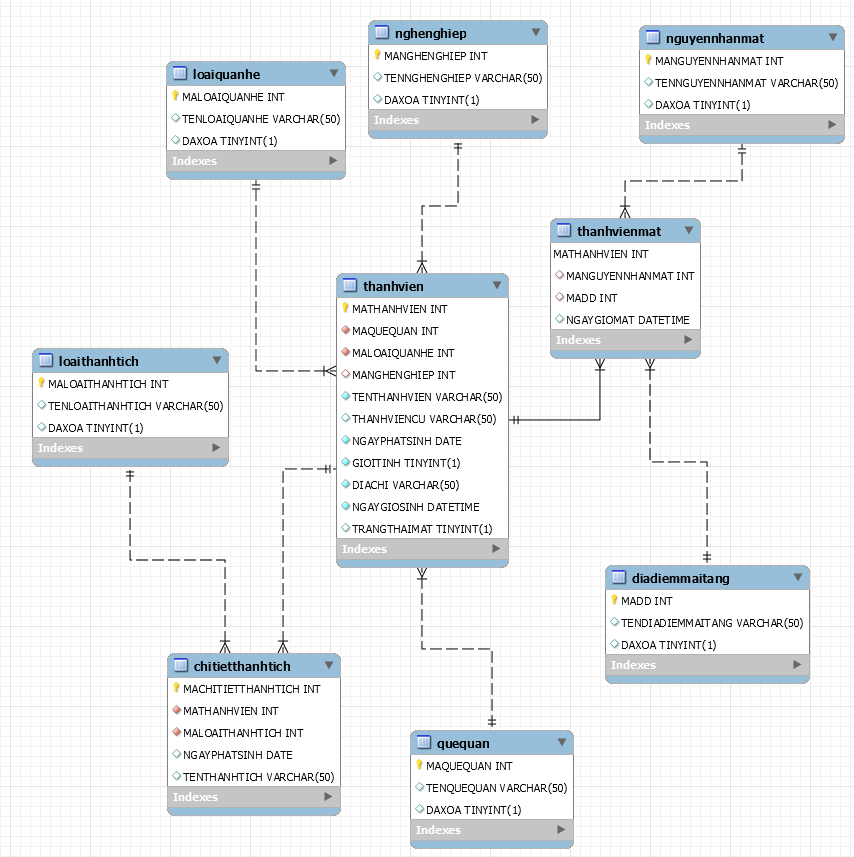 nghenghiep
MANGHENGHIEP INT
TENNGHENGHIEP VARCHAR(50)
DAXOA TINYINT(1)
Indexes
nguyennhanmat
MANGUYENNHANMAT INT
TENNGUYENNHANMAT VARCHAR(50)
DAXOA TINYINT(1)
Indexes
loaiquanhe
MALOAIQUANHE INT
TENLOAIQUANHE VARCHAR(50)
DAXOA TINYINT(1)
Indexes
thanhvienmat
MATHANHVIEN INT
MANGUYENNHANMAT INT
MADD INT
NGAYGIOMAT DATETIME
Indexes
thanhvien
MATHANHVIEN INT
MAQUEQUAN INT
MALOAIQUANHE INT
MANGHENGHIEP INT
TENTHANHVIEN VARCHAR(50)
THANHVIENCU VARCHAR(50)
NGAYPHATSINH DATE
GIOITINH TINYINT(1)
DIACHI VARCHAR(50)
NGAYGIOSINH DATETIME
TRANGTHAIMAT TINYINT(1)
Indexes
loaithanhtich
MALOAITHANHTICH INT
TENLOAITHANHTICH VARCHAR(50)
DAXOA TINYINT(1)
Indexes
diadiemmaitang
MADD INT
TENDIADIEMMAITANG VARCHAR(50)
DAXOA TINYINT(1)
Indexes
chitietthanhtich
MACHITIETTHANHTICH INT
MATHANHVIEN INT
MALOAITHANHTICH INT
NGAYPHATSINH DATE
TENTHANHTICH VARCHAR(50)
Indexes
quequan
MAQUEQUAN INT
TENQUEQUAN VARCHAR(50)
DAXOA TINYINT(1)
Indexes